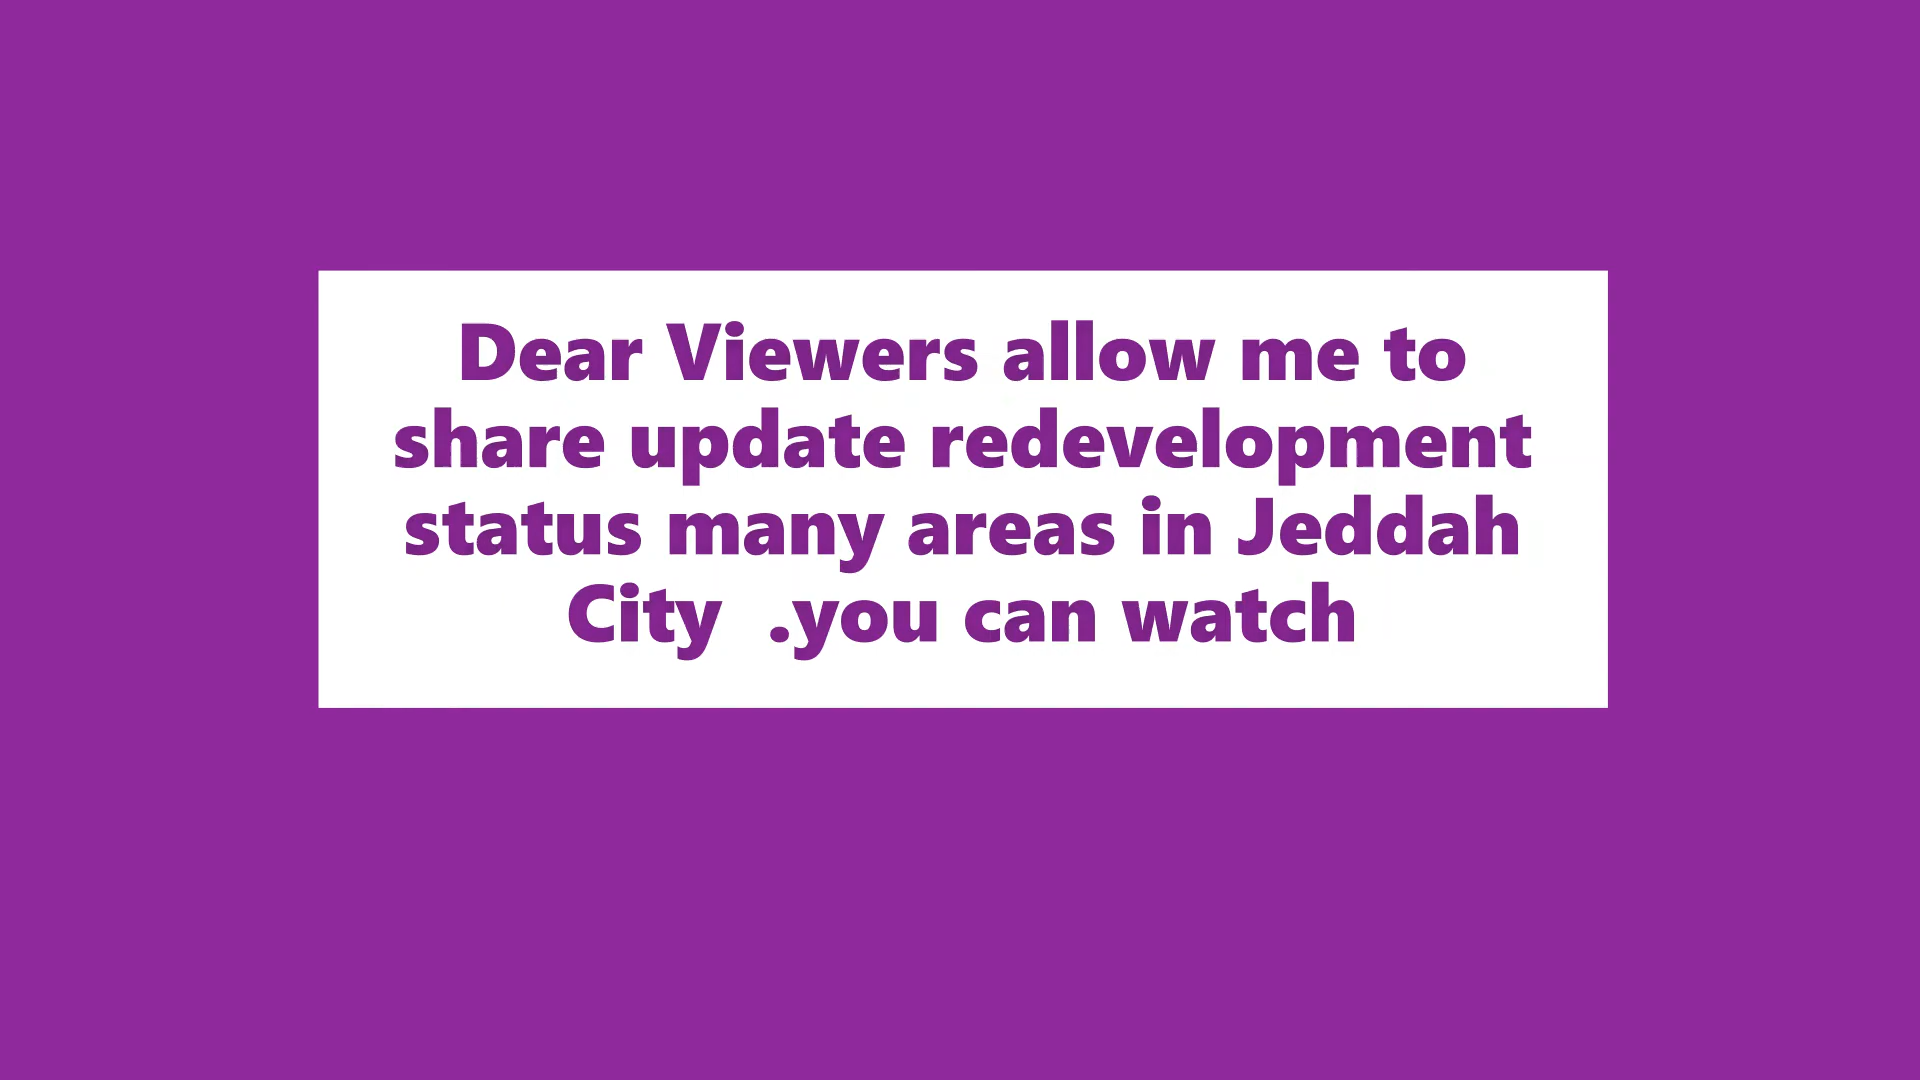 Dear Viewers allow me to
share update redevelopment
status many areas in Jeddah
City  .you can watch